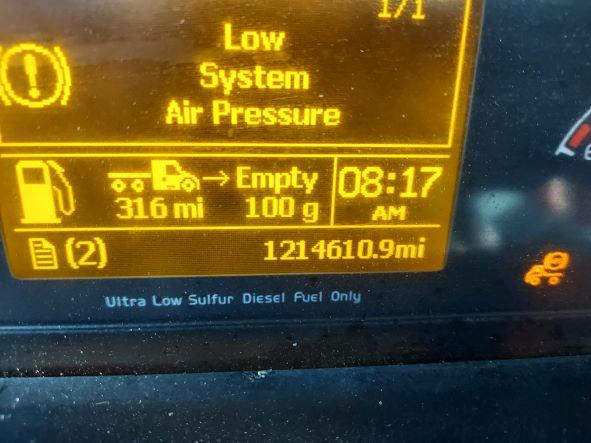 1/1
Low
System
Air Pressure
Empty
316 mi 100 g
08:17
AM
(2) 1214610.9mi
Ultra Low Sulfur Diesel Fuel Only